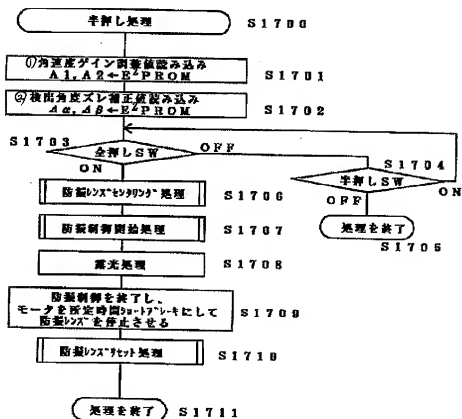 半押し処理 S1700
①角速度ゲイン調整値読み込み
A1, A2←E²PROM S1701
②検出角度ズレ補正値読み込み
Δα, Δβ←E²PROM S1702
S1703
全押しSW OFF
ON
S1704
半押しSW ON
OFF
処理を終了
S1705
防振レンズセンタリング処理 S1706
防振制御開始処理 S1707
露光処理 S1708
防振制御を終了し、
モータを所定時間ショートブレーキにして
防振レンズを停止させる S1709
防振レンズリセット処理 S1710
処理を終了 S1711